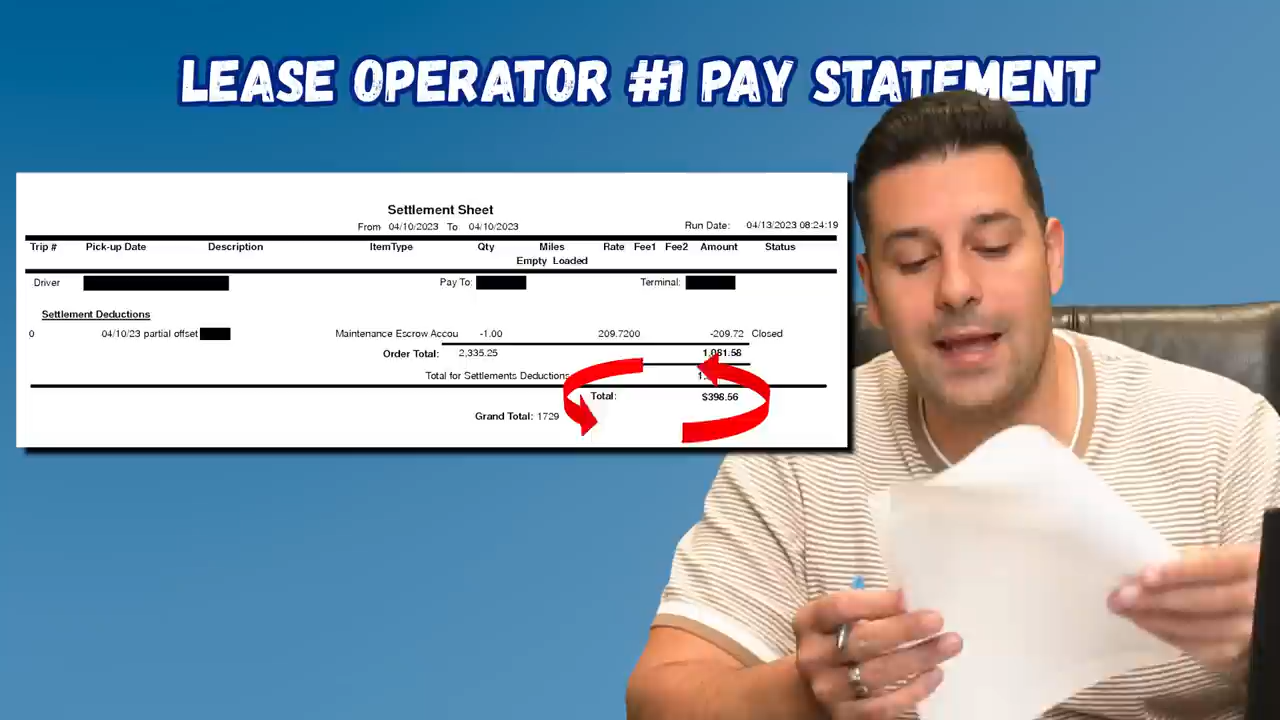 LEASE OPERATOR #1 PAY STATEMENT
Settlement Sheet
From 04/10/2023 To 04/10/2023 Run Date: 04/13/2023 08:24:19
Trip # Pick-up Date Description ItemType Qty Miles Rate Fee1 Fee2 Amount Status
Empty Loaded
Driver Pay To: Terminal:
Settlement Deductions
0 04/10/23 partial offset Maintenance Escrow Accou -1.00 209.7200 -209.72 Closed
Order Total: 2,335.25 1,081.58
Total for Settlements Deductions
Total: $398.56
Grand Total: 1729